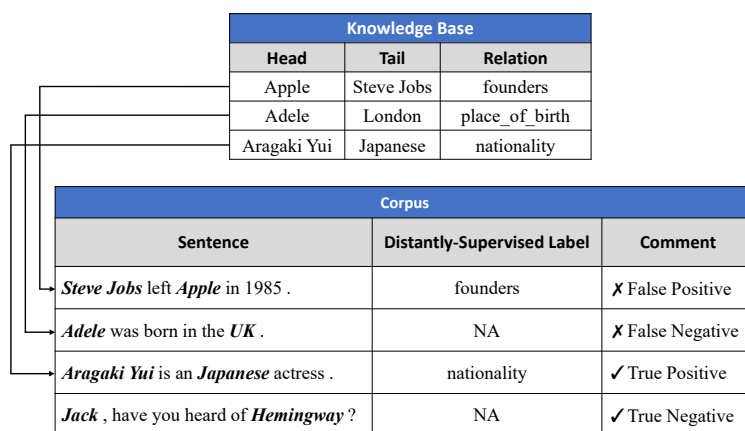 Knowledge Base
Head Tail Relation
Apple Steve Jobs founders
Adele London place_of_birth
Aragaki Yui Japanese nationality
Corpus
Sentence Distantly-Supervised Label Comment
Steve Jobs left Apple in 1985 . founders ✗ False Positive
Adele was born in the UK . NA ✗ False Negative
Aragaki Yui is an Japanese actress . nationality ✓ True Positive
Jack , have you heard of Hemingway ? NA ✓ True Negative